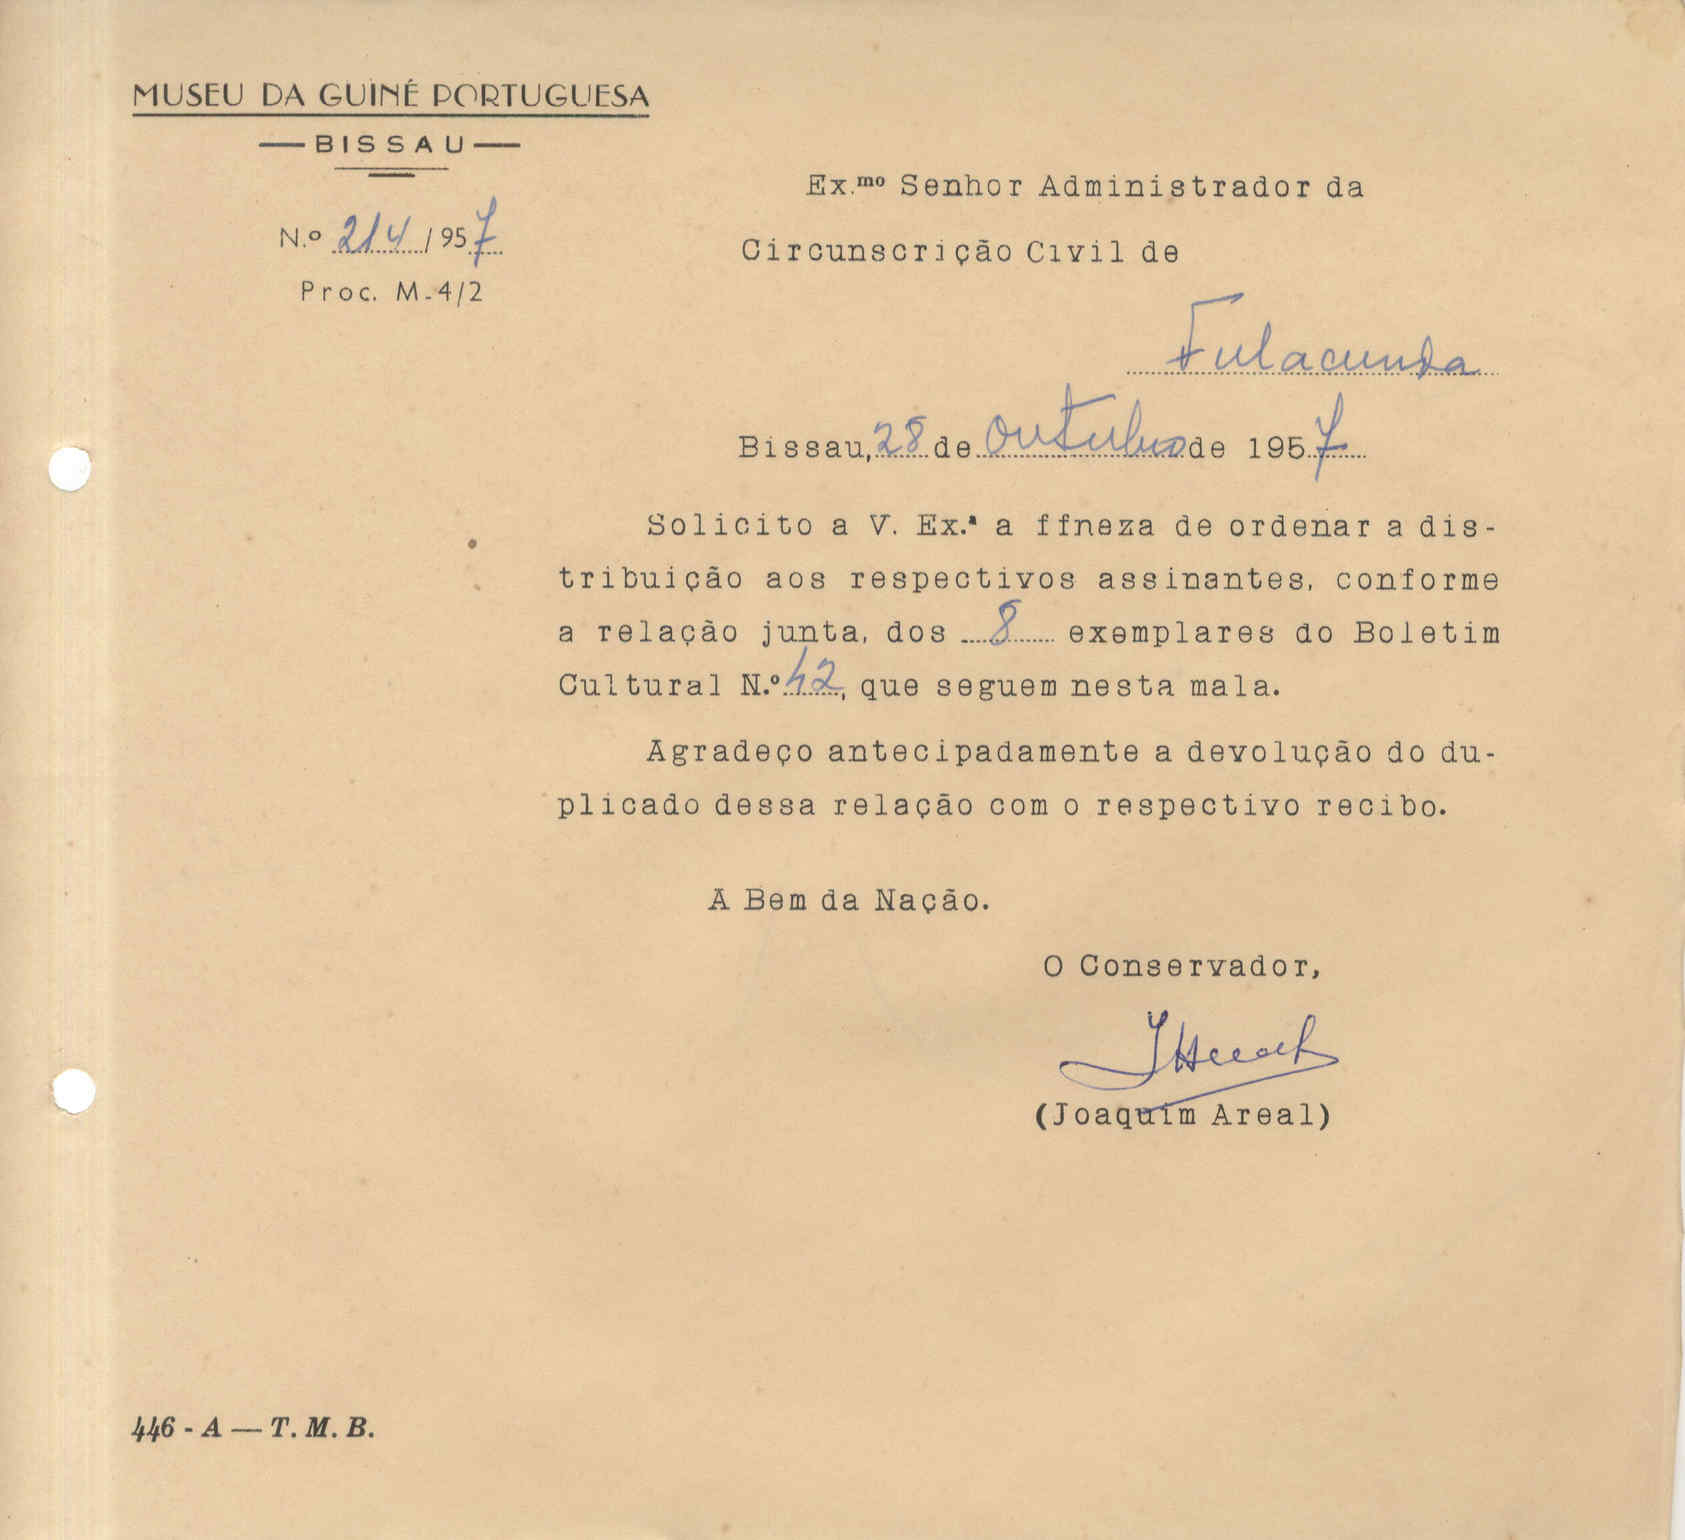 MUSEU DA GUINÉ PORTUGUESA
— BISSAU —
N.º 214 / 957
Proc. M-4/2
Ex.mo Senhor Administrador da
Circunscrição Civil de
Fulacunda
Bissau, 28 de Outubro de 1957
Solicito a V. Ex.ª a ffneza de ordenar a dis-
tribuição aos respectivos assinantes, conforme
a relação junta, dos 8 exemplares do Boletim
Cultural N.º 42, que seguem nesta mala.
Agradeço antecipadamente a devolução do du-
plicado dessa relação com o respectivo recibo.
A Bem da Nação.
O Conservador,
(Joaquim Areal)
446 - A — T. M. B.